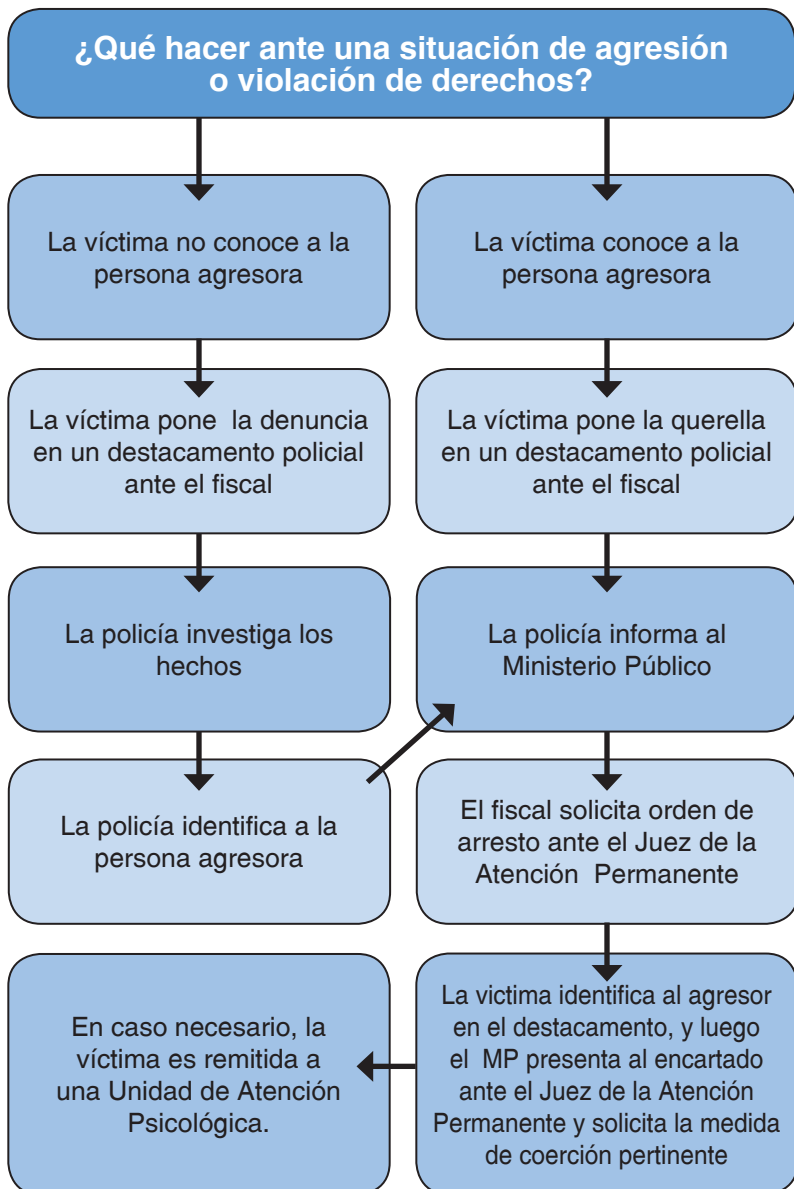 ¿Qué hacer ante una situación de agresión
o violación de derechos?
La víctima no conoce a la
persona agresora
La víctima conoce a la
persona agresora
La víctima pone la denuncia
en un destacamento policial
ante el fiscal
La víctima pone la querella
en un destacamento policial
ante el fiscal
La policía investiga los
hechos
La policía informa al
Ministerio Público
La policía identifica a la
persona agresora
El fiscal solicita orden de
arresto ante el Juez de la
Atención Permanente
En caso necesario, la
víctima es remitida a
una Unidad de Atención
Psicológica.
La victima identifica al agresor
en el destacamento, y luego
el MP presenta al encartado
ante el Juez de la Atención
Permanente y solicita la medida
de coerción pertinente